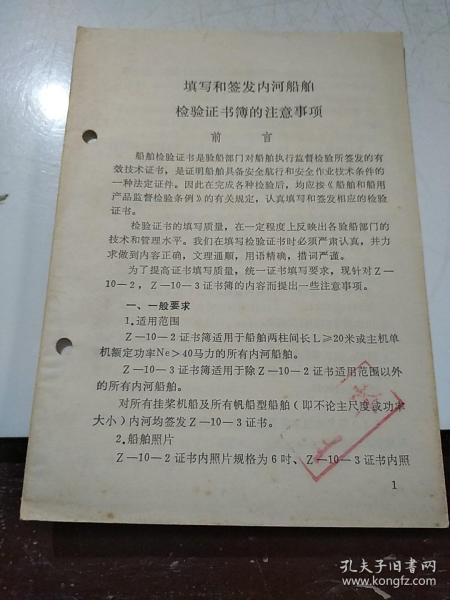 填写和签发内河船舶
检验证书簿的注意事项
前 言
船舶检验证书是验船部门对船舶执行监督检验所签发的有
效技术证书，是证明船舶具备安全航行和安全作业技术条件的
一种法定证件。因此在完成各种检验后，均应按《船舶和船用
产品监督检验条例》的有关规定，认真填写和签发相应的检验
证书。
检验证书的填写质量，在一定程度上反映出各验船部门的
技术和管理水平。我们在填写检验证书时必须严肃认真，并力
求做到内容正确，文理通顺，用语精确，措词严谨。
为了提高证书填写质量，统一证书填写要求，现针对Z—
10—2，Z—10—3证书簿的内容而提出一些注意事项。
一、一般要求
1.适用范围
Z—10—2证书簿适用于船舶两柱间长L≥20米或主机单
机额定功率Ne＞40马力的所有内河船舶。
Z—10—3证书簿适用于除Z—10—2证书适用范围以外
的所有内河船舶。
对所有挂桨机船及所有帆船型船舶（即不论主尺度或功率
大小）内河均签发Z—10—3证书。
2.船舶照片
Z—10—2证书内照片规格为6吋、Z—10—3证书内照
1
孔夫子旧书网
www.kongfz.com